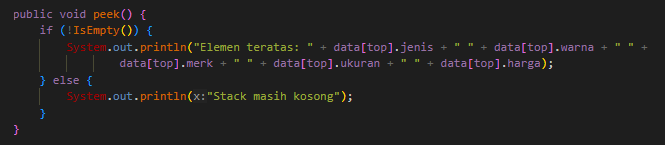 public void peek() {
if (!IsEmpty()) {
System.out.println("Elemen teratas: " + data[top].jenis + " " + data[top].warna + " " +
data[top].merk + " " + data[top].ukuran + " " + data[top].harga);
} else {
System.out.println(x:"Stack masih kosong");
}
}